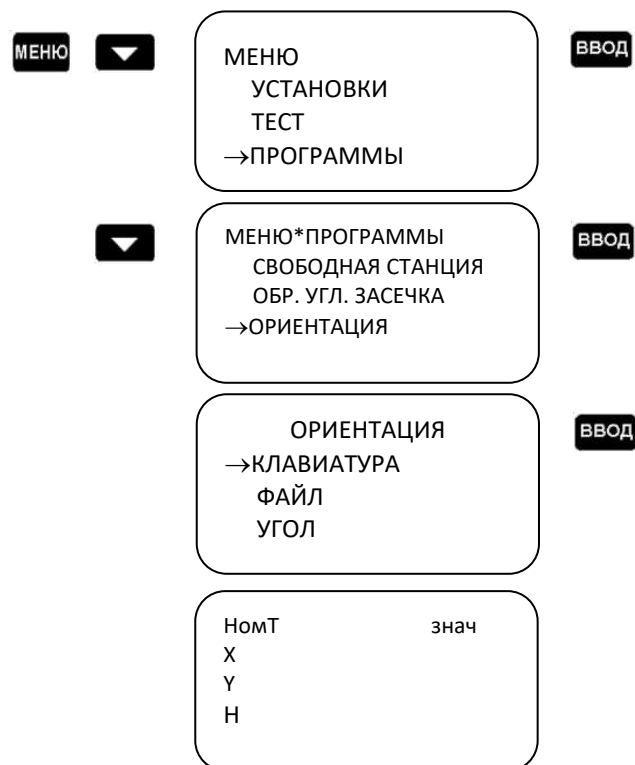 МЕНЮ
МЕНЮ
УСТАНОВКИ
ТЕСТ
→ПРОГРАММЫ
ВВОД
МЕНЮ*ПРОГРАММЫ
СВОБОДНАЯ СТАНЦИЯ
ОБР. УГЛ. ЗАСЕЧКА
→ОРИЕНТАЦИЯ
ВВОД
ОРИЕНТАЦИЯ
→КЛАВИАТУРА
ФАЙЛ
УГОЛ
ВВОД
НомТ знач
X
Y
H